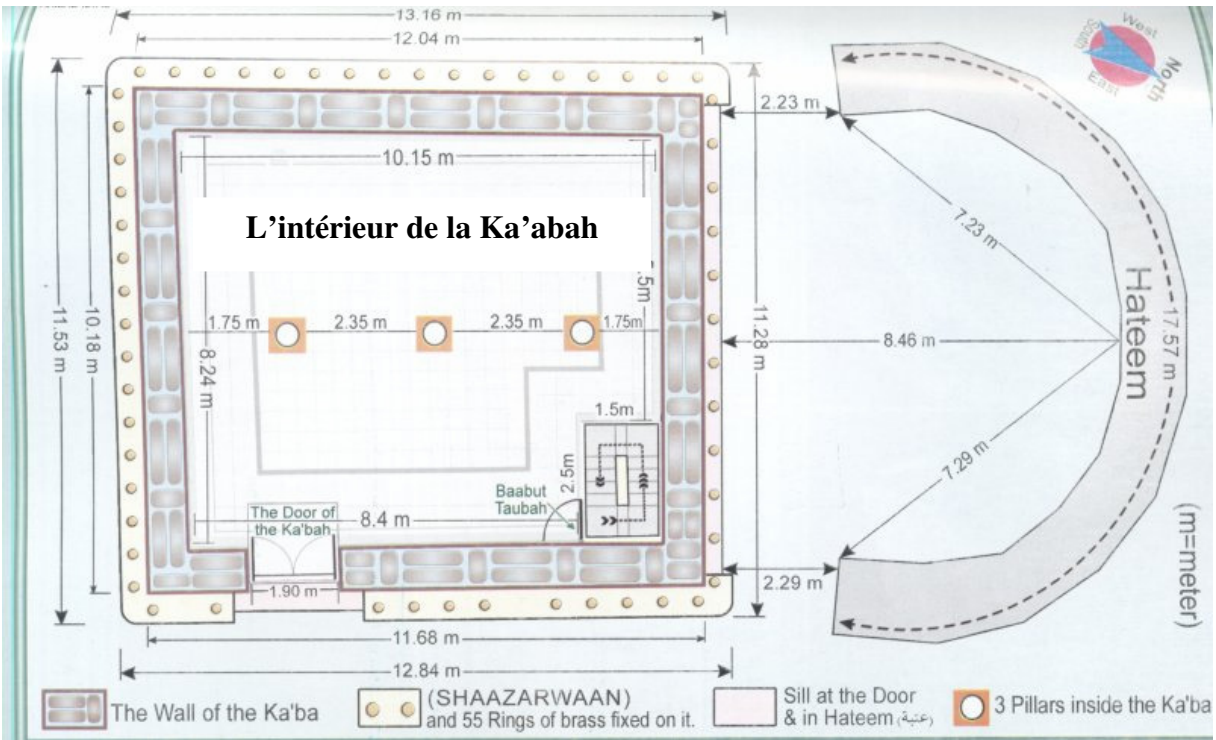 13.16 m
12.04 m
West
South
North
East
2.23 m
10.15 m
L'intérieur de la Ka'abah
7.23 m
11.53 m
10.18 m
8.24 m
1.75 m
2.35 m
2.35 m
1.75m
.5m
11.28 m
8.46 m
Hateem
17.57 m
1.5m
2.5m
7.29 m
Baabut
Taubah
The Door of
the Ka'bah
8.4 m
1.90 m
2.29 m
(m=meter)
11.68 m
12.84 m
The Wall of the Ka'ba
(SHAAZARWAAN)
and 55 Rings of brass fixed on it.
Sill at the Door
& in Hateem (عتبة)
3 Pillars inside the Ka'ba